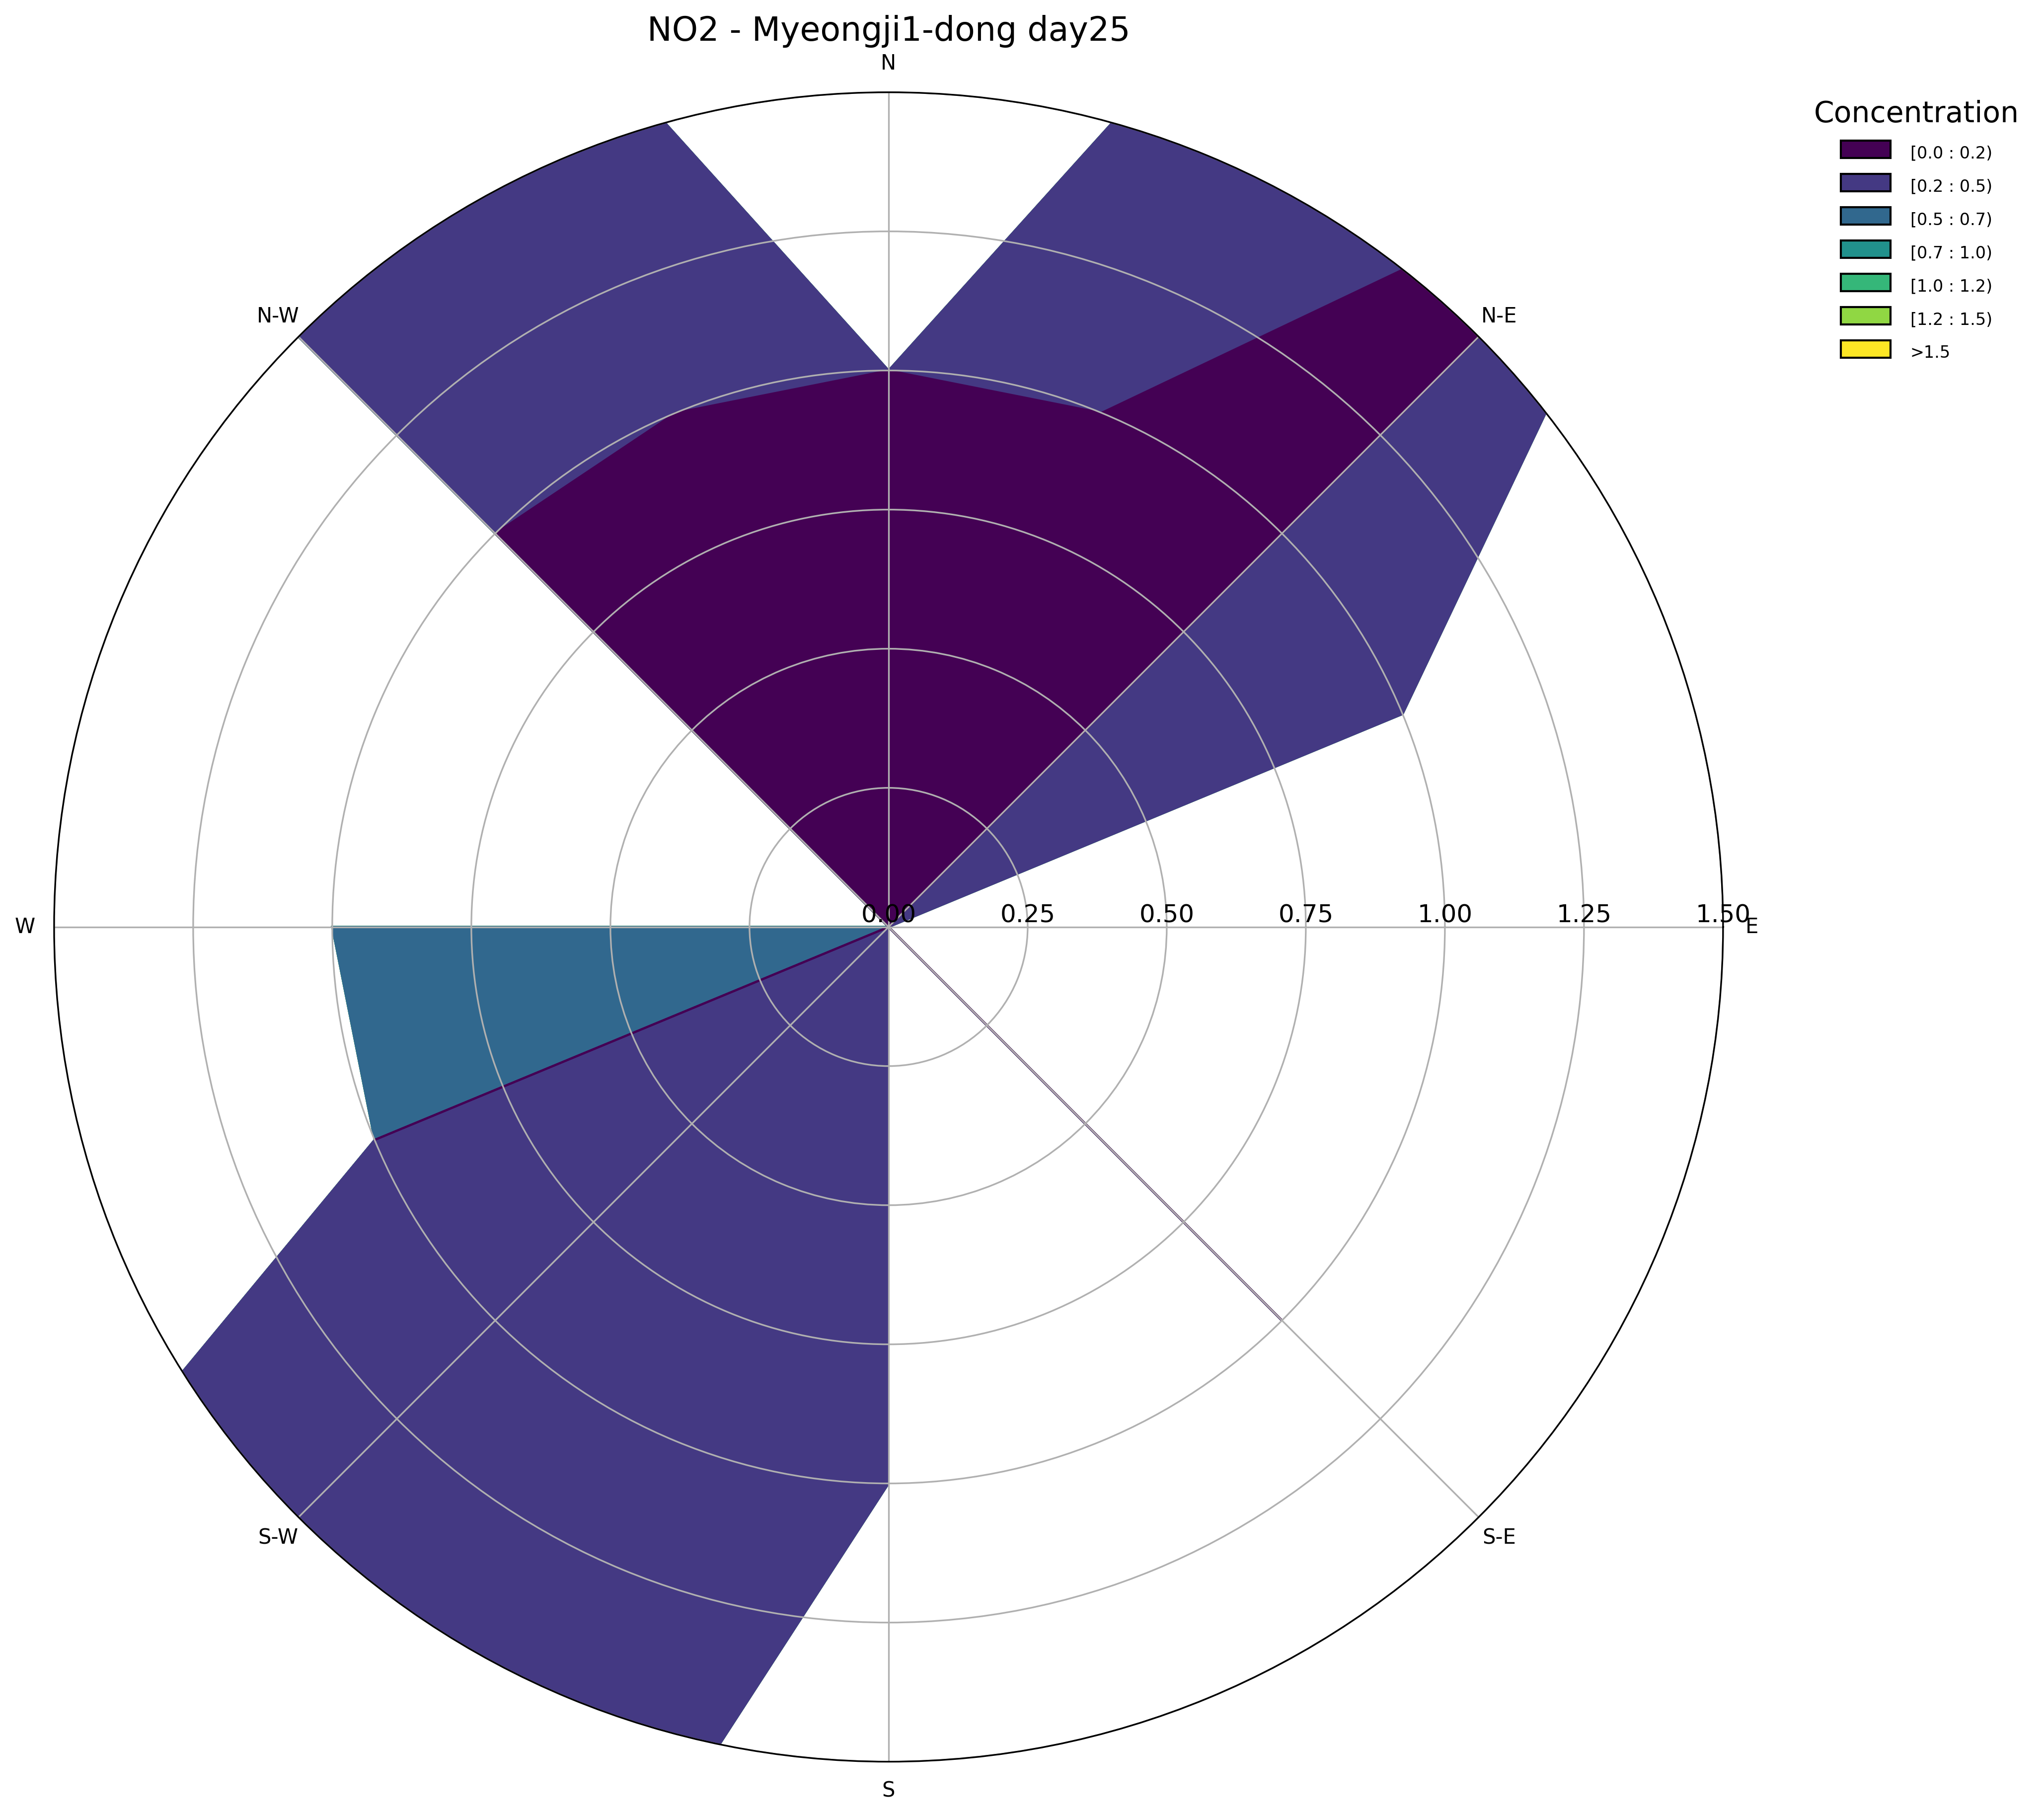 NO2 - Myeongji1-dong day25
N
Concentration
[0.0 : 0.2)
[0.2 : 0.5)
[0.5 : 0.7)
[0.7 : 1.0)
[1.0 : 1.2)
[1.2 : 1.5)
>1.5
N-W
N-E
W
0.00 0.25 0.50 0.75 1.00 1.25 1.50
E
S-W
S-E
S